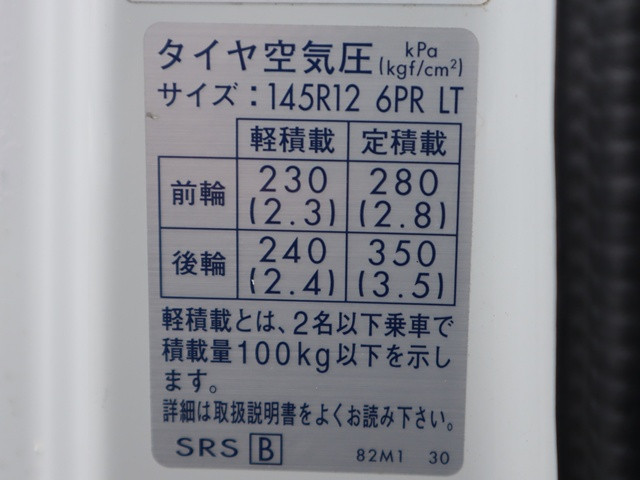 タイヤ空気圧 kPa (kgf/cm²)
サイズ：145R12 6PR LT
軽積載 定積載
前輪 230 (2.3) 280 (2.8)
後輪 240 (2.4) 350 (3.5)
軽積載とは、2名以下乗車で
積載量100kg以下を示し
ます。
詳細は取扱説明書をよくお読み下さい。
SRS B 82M1 30